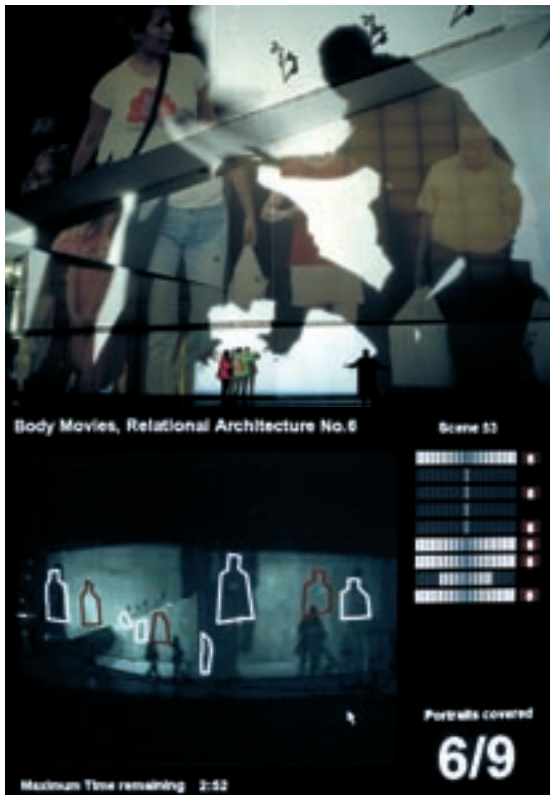 Body Movies, Relational Architecture No.6
Scene 53
Portraits covered
6/9
Maximum Time remaining 2:52